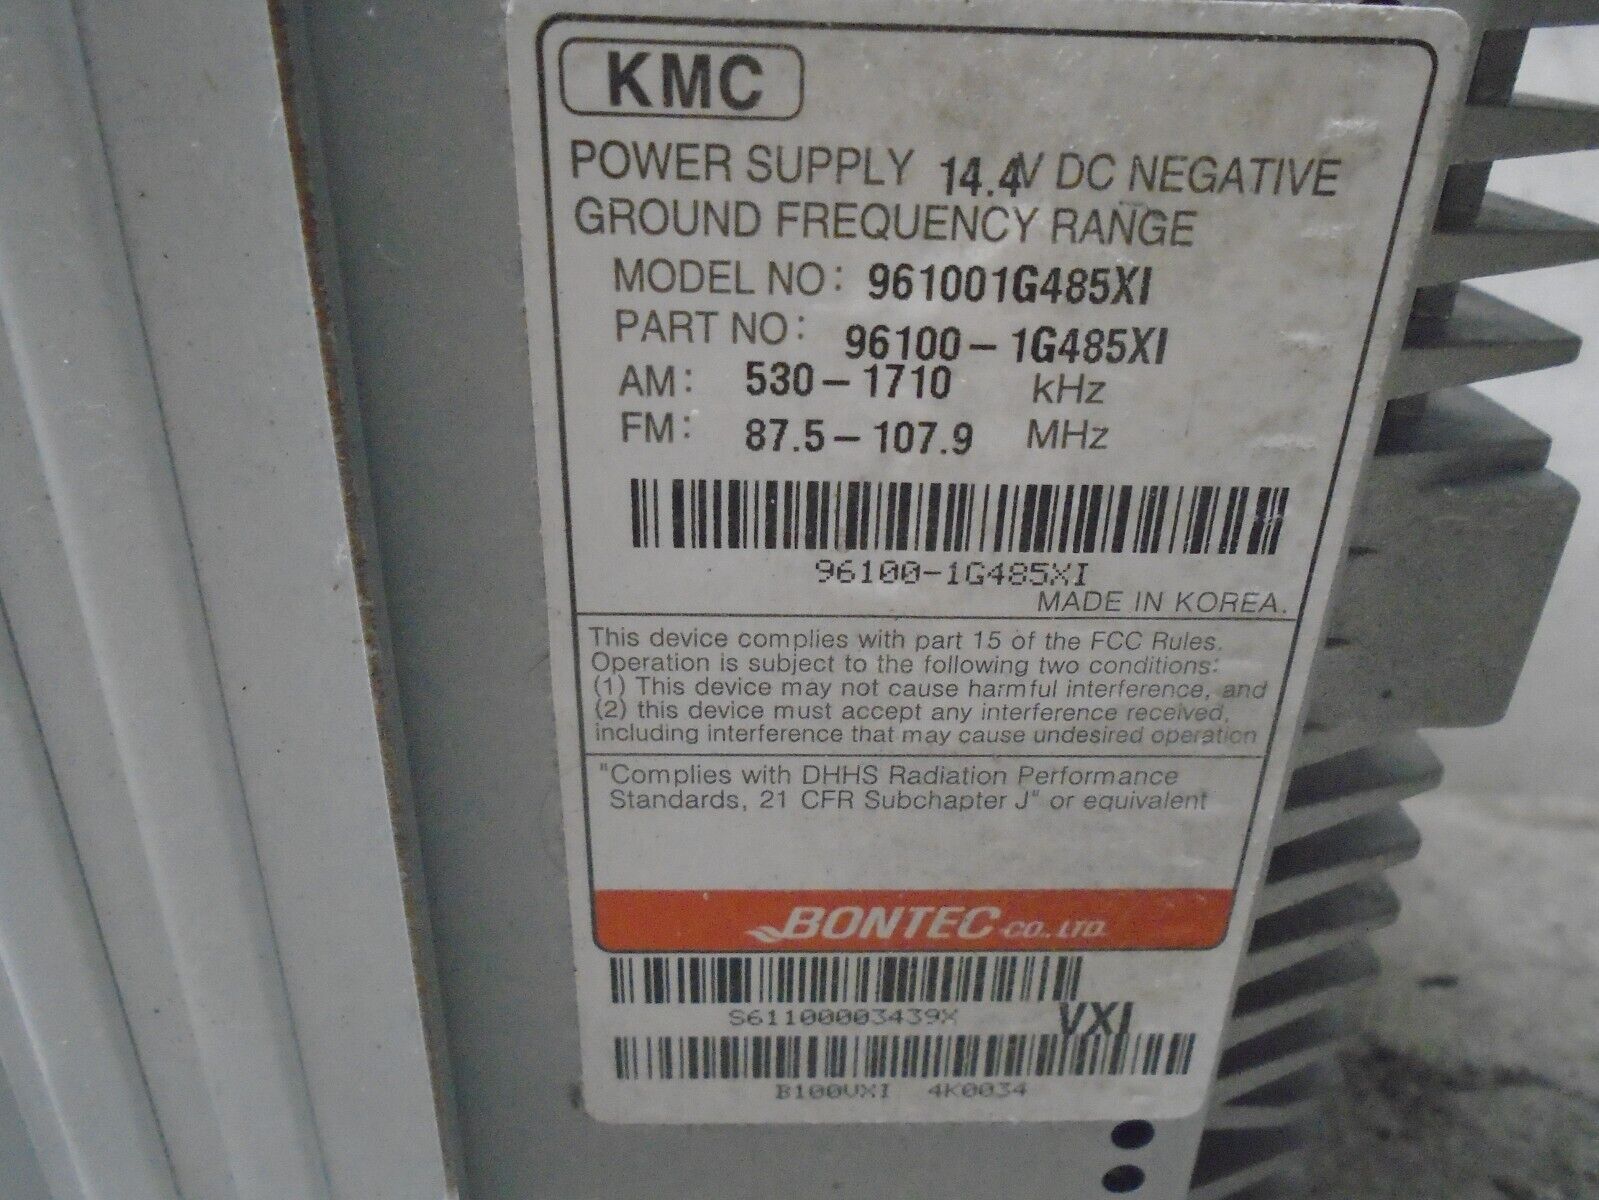 KMC
POWER SUPPLY 14.4V DC NEGATIVE
GROUND FREQUENCY RANGE
MODEL NO: 961001G485XI
PART NO: 96100-1G485XI
AM: 530-1710 kHz
FM: 87.5-107.9 MHz
96100-1G485XI
MADE IN KOREA.
This device complies with part 15 of the FCC Rules.
Operation is subject to the following two conditions:
(1) This device may not cause harmful interference, and
(2) this device must accept any interference received,
including interference that may cause undesired operation
"Complies with DHHS Radiation Performance
Standards, 21 CFR Subchapter J" or equivalent
BONTEC CO., LTD.
S61100003439X VXI
B100VXI 4K0034